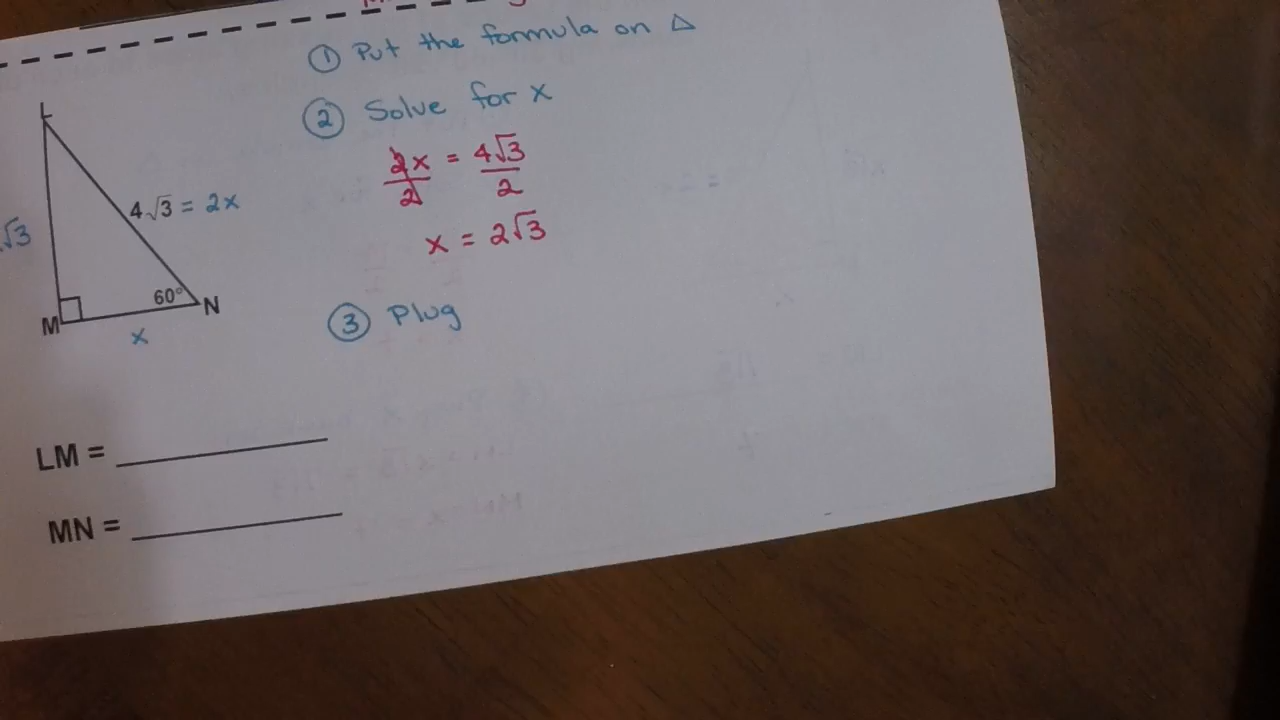 ① Put the formula on △
② Solve for x
2x = 4√3
2 2
x = 2√3
L
4√3 = 2x
√3
60°
M
N
x
③ Plug
LM =
MN =